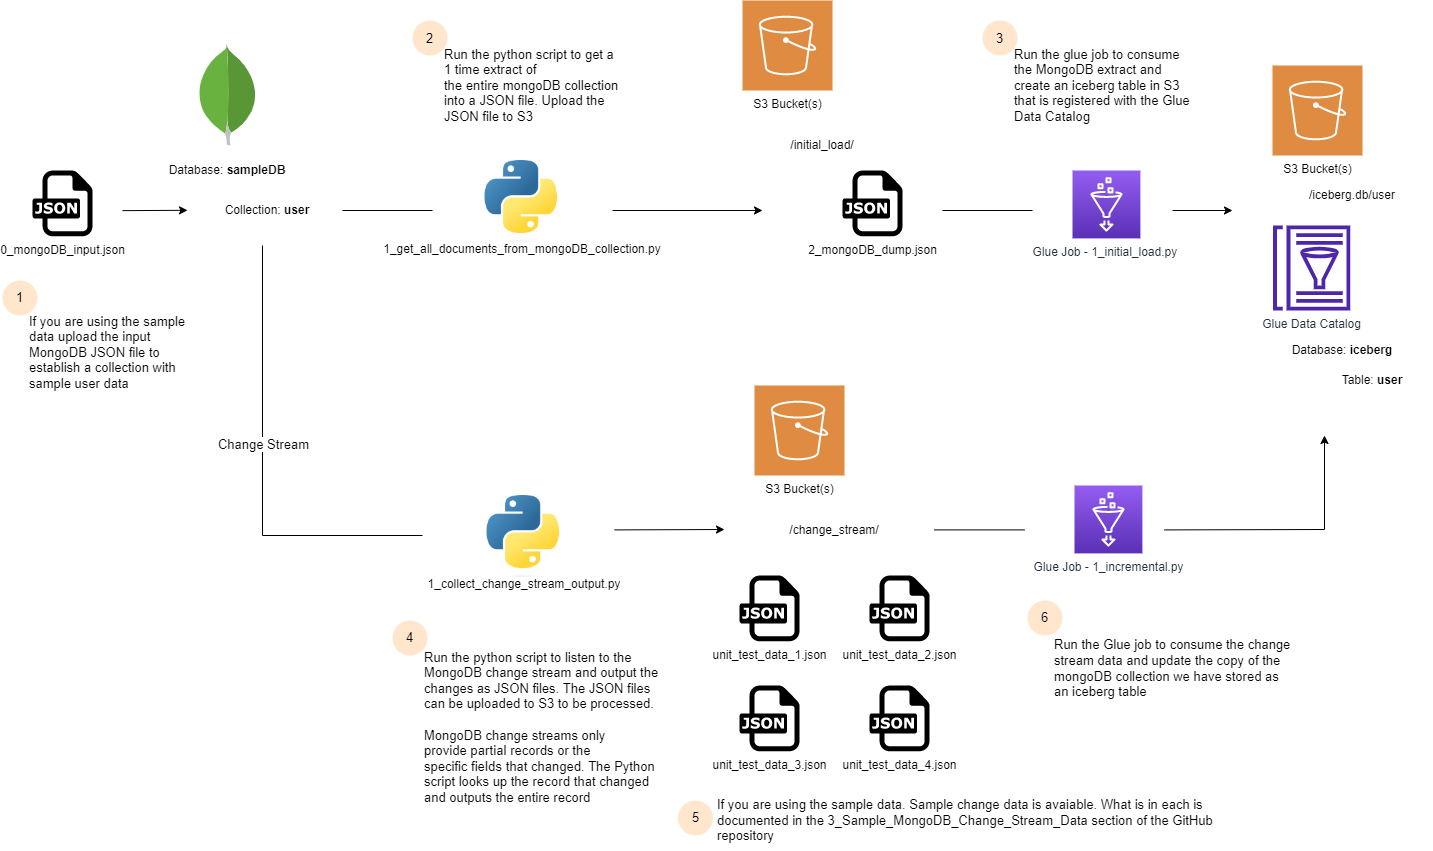 2
Run the python script to get a
1 time extract of
the entire mongoDB collection
into a JSON file. Upload the
JSON file to S3
S3 Bucket(s)
/initial_load/
3
Run the glue job to consume
the MongoDB extract and
create an iceberg table in S3
that is registered with the Glue
Data Catalog
S3 Bucket(s)
/iceberg.db/user
Database: sampleDB
Collection: user
JSON
0_mongoDB_input.json
1_get_all_documents_from_mongoDB_collection.py
JSON
2_mongoDB_dump.json
Glue Job - 1_initial_load.py
Glue Data Catalog
Database: iceberg
Table: user
1
If you are using the sample
data upload the input
MongoDB JSON file to
establish a collection with
sample user data
Change Stream
S3 Bucket(s)
/change_stream/
1_collect_change_stream_output.py
Glue Job - 1_incremental.py
JSON
unit_test_data_1.json
JSON
unit_test_data_2.json
JSON
unit_test_data_3.json
JSON
unit_test_data_4.json
4
Run the python script to listen to the
MongoDB change stream and output the
changes as JSON files. The JSON files
can be uploaded to S3 to be processed.
MongoDB change streams only
provide partial records or the
specific fields that changed. The Python
script looks up the record that changed
and outputs the entire record
5
If you are using the sample data. Sample change data is avaiable. What is in each is
documented in the 3_Sample_MongoDB_Change_Stream_Data section of the GitHub
repository
6
Run the Glue job to consume the change
stream data and update the copy of the
mongoDB collection we have stored as
an iceberg table